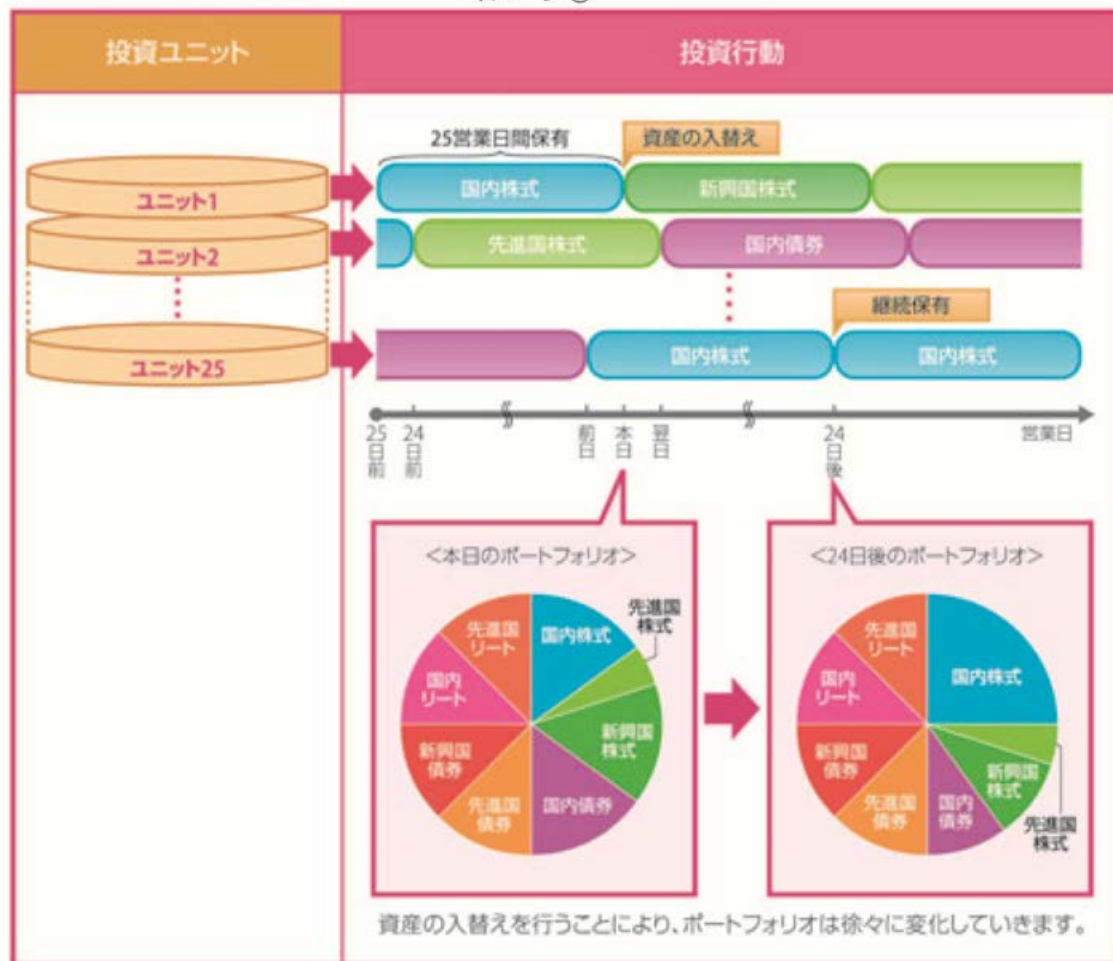 投資ユニット
投資行動
25営業日間保有
資産の入替え
ユニット1
国内株式
新興国株式
ユニット2
先進国株式
国内債券
継続保有
ユニット25
国内株式
国内株式
25日前
24日前
前日
本日
翌日
24日後
営業日
<本日のポートフォリオ>
先進国
リート
国内株式
先進国
株式
国内
リート
新興国
株式
新興国
債券
先進国
債券
国内債券
<24日後のポートフォリオ>
先進国
リート
国内株式
国内
リート
新興国
債券
新興国
株式
先進国
債券
国内
債券
先進国
株式
資産の入替えを行うことにより、ポートフォリオは徐々に変化していきます。